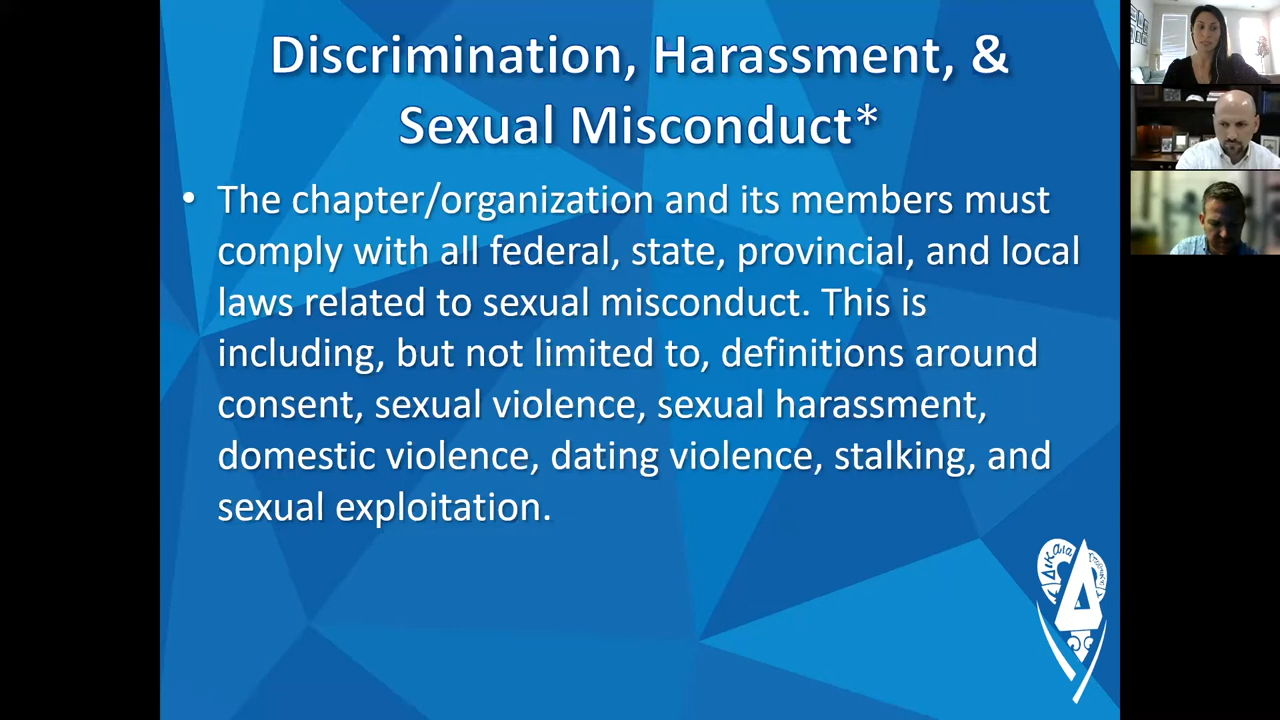 Discrimination, Harassment, &
Sexual Misconduct*
• The chapter/organization and its members must
comply with all federal, state, provincial, and local
laws related to sexual misconduct. This is
including, but not limited to, definitions around
consent, sexual violence, sexual harassment,
domestic violence, dating violence, stalking, and
sexual exploitation.
Δικαια
Δ